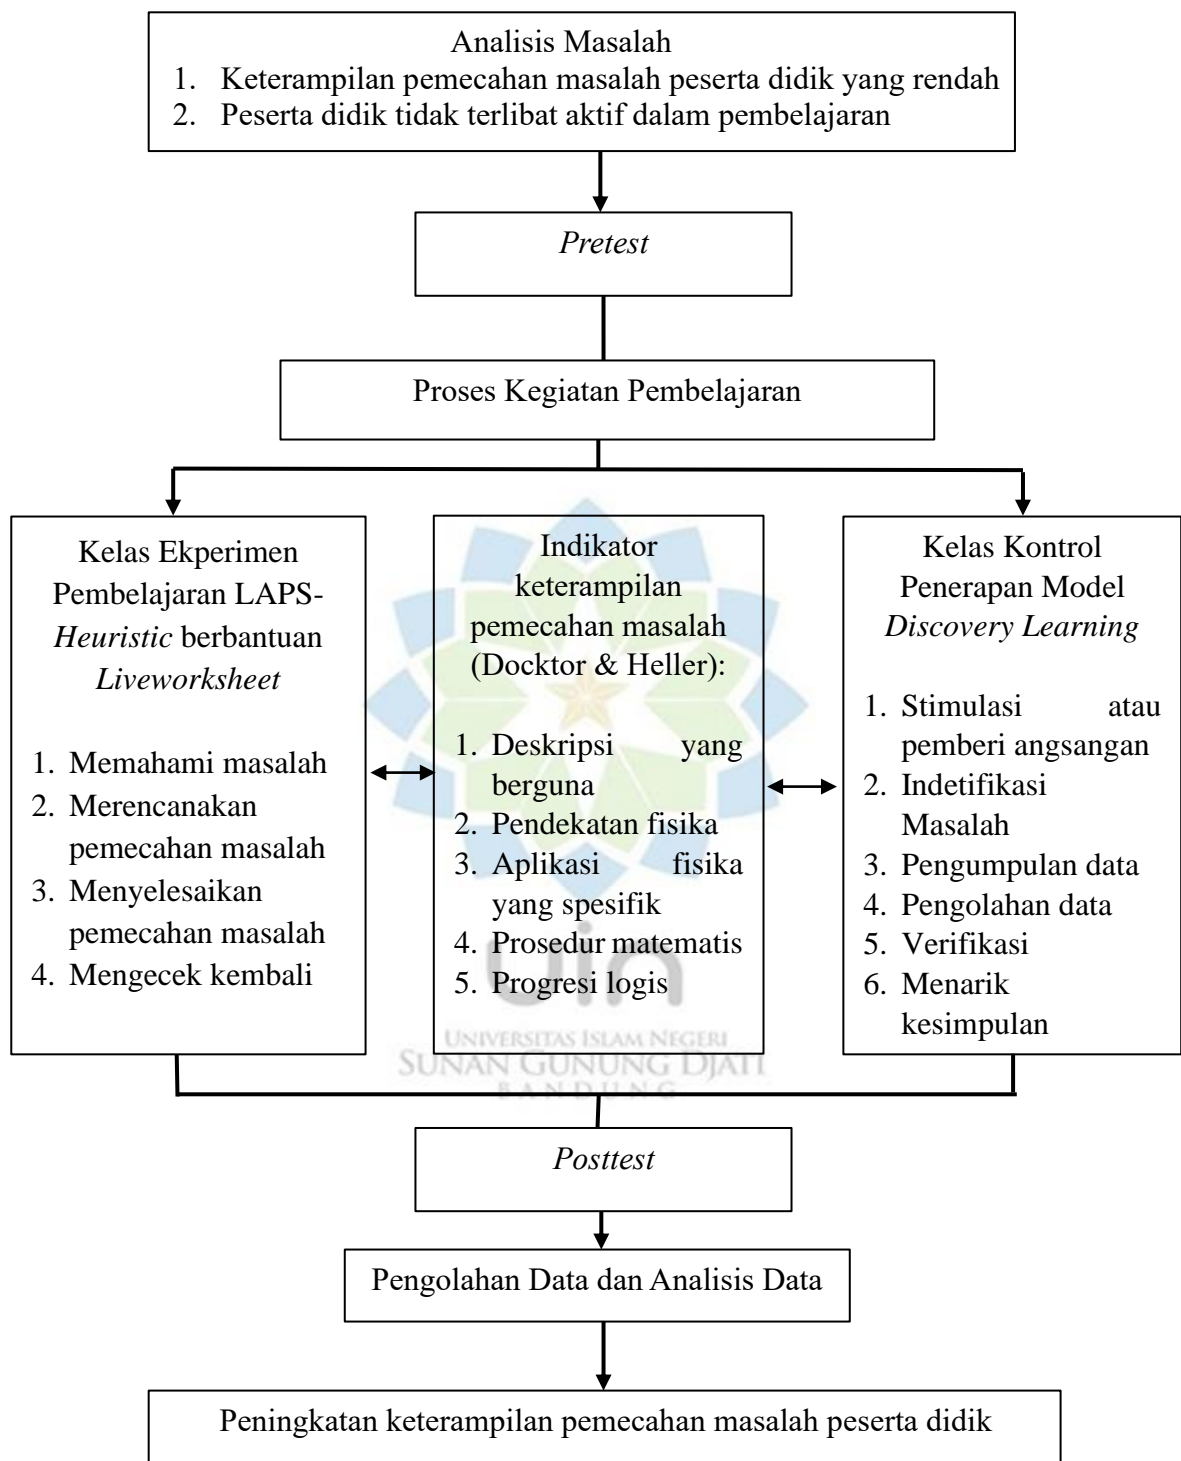 Analisis Masalah
1. Keterampilan pemecahan masalah peserta didik yang rendah
2. Peserta didik tidak terlibat aktif dalam pembelajaran
Pretest
Proses Kegiatan Pembelajaran
Kelas Ekperimen
Pembelajaran LAPS-
Heuristic berbantuan
Liveworksheet
1. Memahami masalah
2. Merencanakan
pemecahan masalah
3. Menyelesaikan
pemecahan masalah
4. Mengecek kembali
Indikator
keterampilan
pemecahan masalah
(Docktor & Heller):
1. Deskripsi yang
berguna
2. Pendekatan fisika
3. Aplikasi fisika
yang spesifik
4. Prosedur matematis
5. Progresi logis
Kelas Kontrol
Penerapan Model
Discovery Learning
1. Stimulasi atau
pemberi angsangan
2. Indetifikasi
Masalah
3. Pengumpulan data
4. Pengolahan data
5. Verifikasi
6. Menarik
kesimpulan
uin
UNIVERSITAS ISLAM NEGERI
SUNAN GUNUNG DJATI
BANDUNG
Posttest
Pengolahan Data dan Analisis Data
Peningkatan keterampilan pemecahan masalah peserta didik